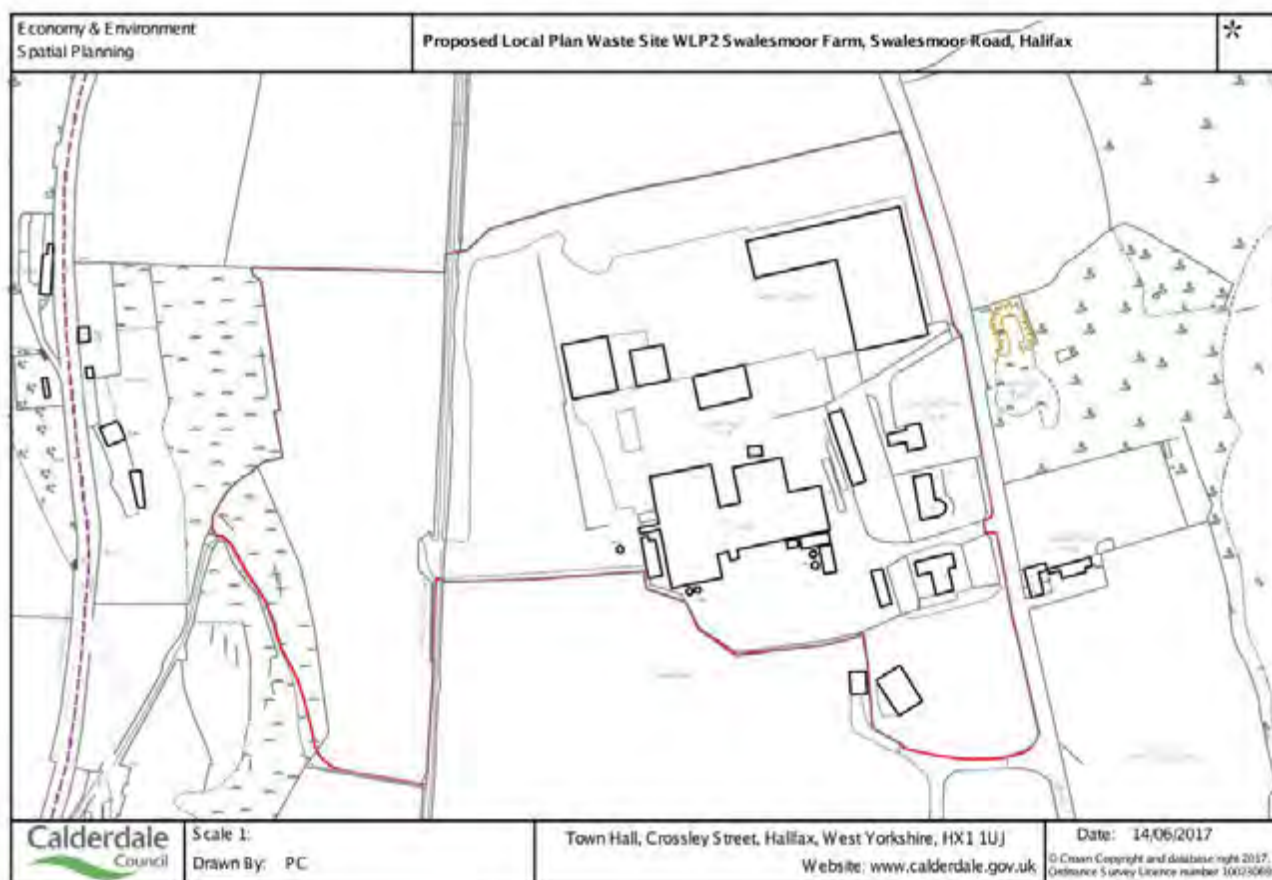 Economy & Environment
Spatial Planning
Proposed Local Plan Waste Site WLP2 Swalesmoor Farm, Swalesmoor Road, Halifax
*
Calderdale
Council
Scale 1:
Drawn By: PC
Town Hall, Crossley Street, Halifax, West Yorkshire, HX1 1UJ
Website: www.calderdale.gov.uk
Date: 14/06/2017
© Crown Copyright and database right 2017.
Ordnance Survey Licence number